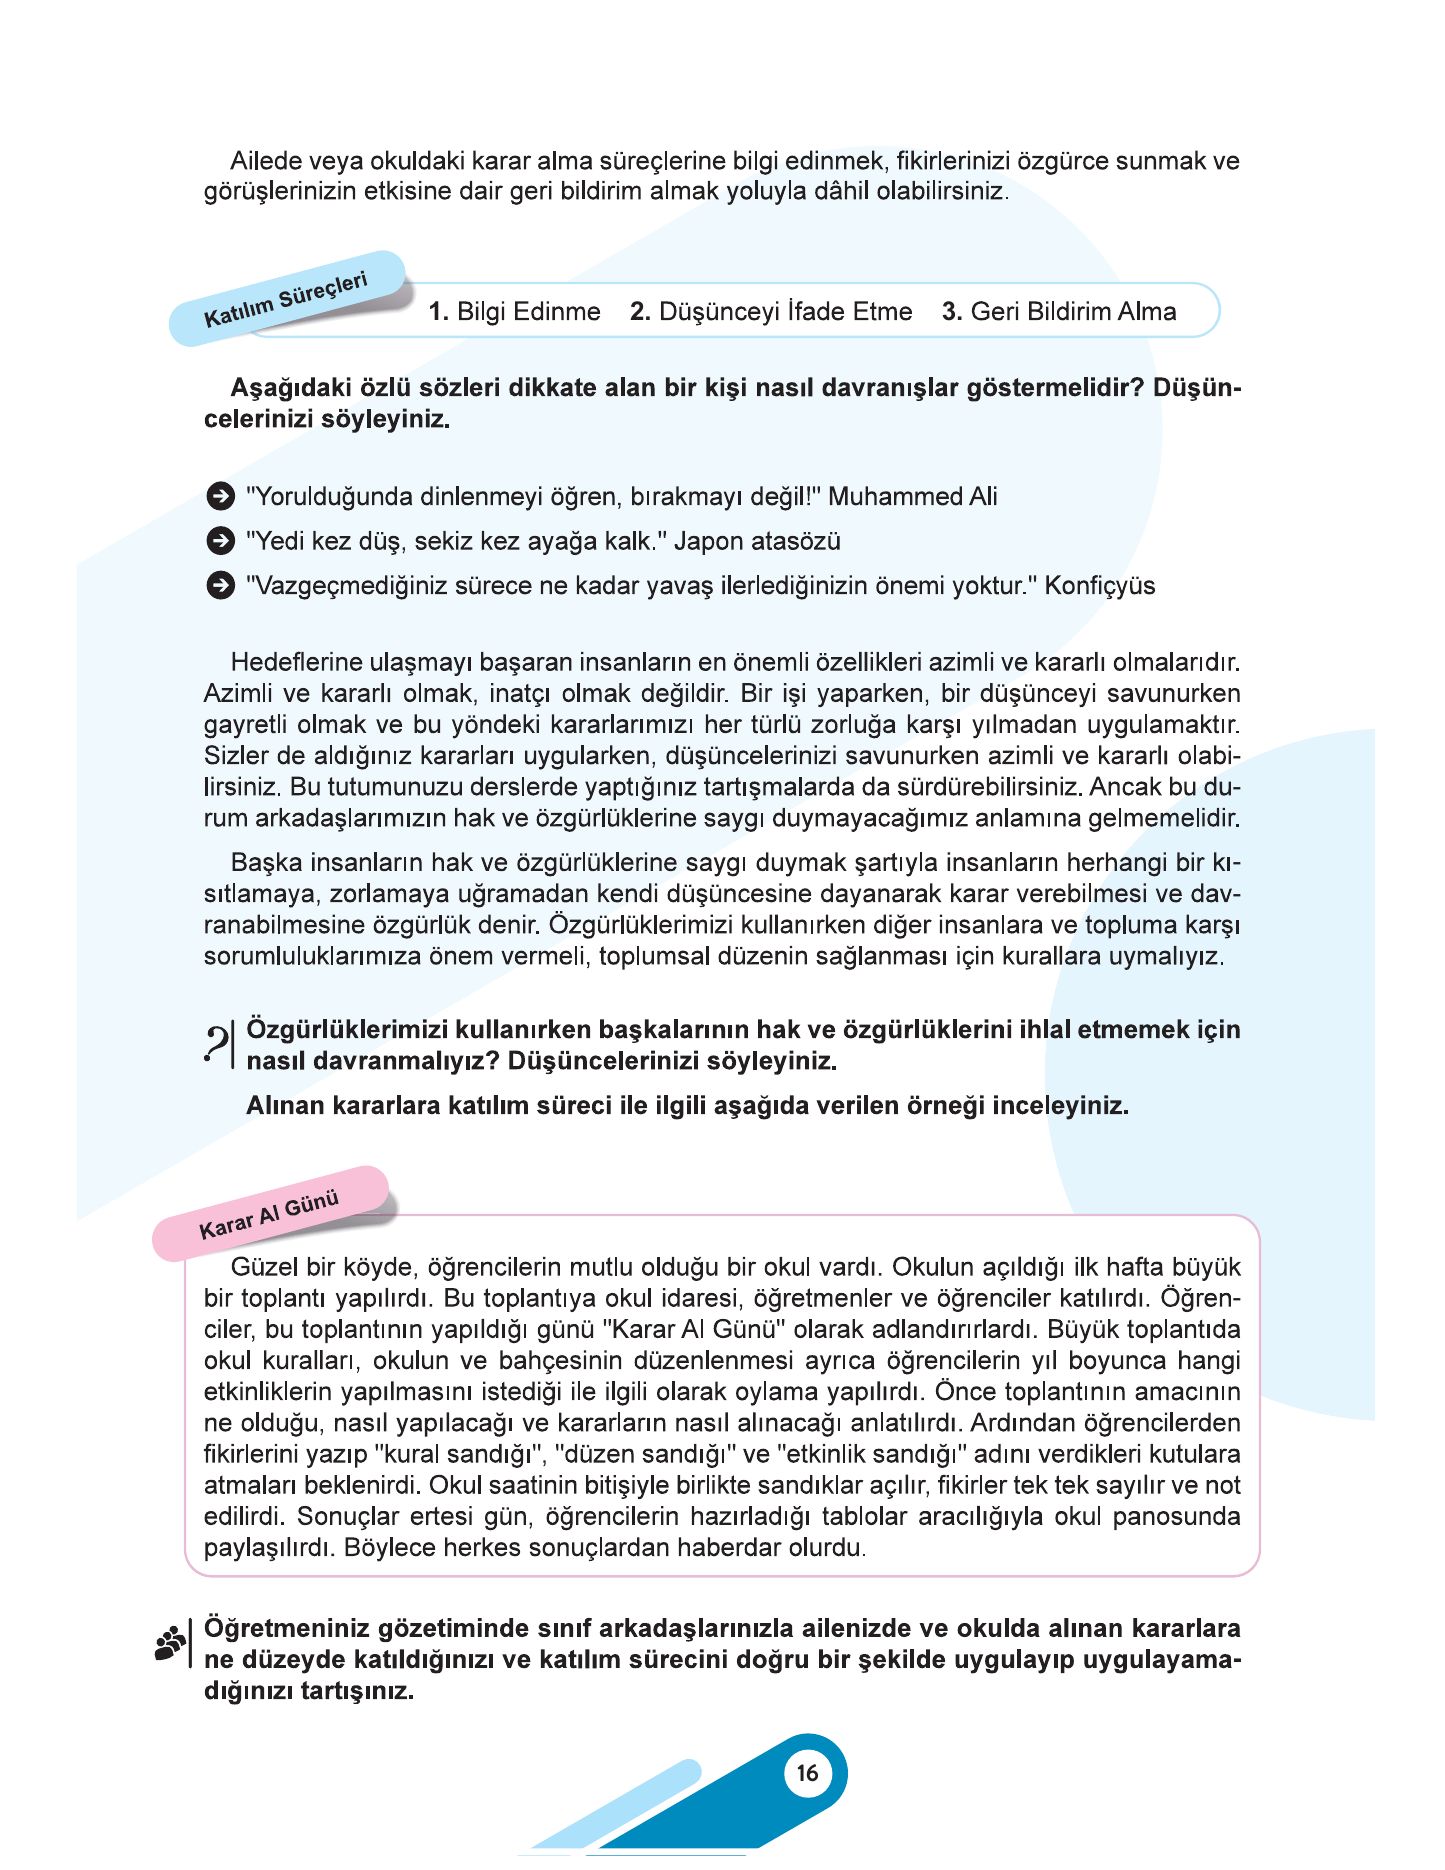 Ailede veya okuldaki karar alma süreçlerine bilgi edinmek, fikirlerinizi özgürce sunmak ve
görüşlerinizin etkisine dair geri bildirim almak yoluyla dâhil olabilirsiniz.
Katılım Süreçleri
1. Bilgi Edinme 2. Düşünceyi İfade Etme 3. Geri Bildirim Alma
Aşağıdaki özlü sözleri dikkate alan bir kişi nasıl davranışlar göstermelidir? Düşün-
celerinizi söyleyiniz.
"Yorulduğunda dinlenmeyi öğren, bırakmayı değil!" Muhammed Ali
"Yedi kez düş, sekiz kez ayağa kalk." Japon atasözü
"Vazgeçmediğiniz sürece ne kadar yavaş ilerlediğinizin önemi yoktur." Konfiçyüs
Hedeflerine ulaşmayı başaran insanların en önemli özellikleri azimli ve kararlı olmalarıdır.
Azimli ve kararlı olmak, inatçı olmak değildir. Bir işi yaparken, bir düşünceyi savunurken
gayretli olmak ve bu yöndeki kararlarımızı her türlü zorluğa karşı yılmadan uygulamaktır.
Sizler de aldığınız kararları uygularken, düşüncelerinizi savunurken azimli ve kararlı olabi-
lirsiniz. Bu tutumunuzu derslerde yaptığınız tartışmalarda da sürdürebilirsiniz. Ancak bu du-
rum arkadaşlarımızın hak ve özgürlüklerine saygı duymayacağımız anlamına gelmemelidir.
Başka insanların hak ve özgürlüklerine saygı duymak şartıyla insanların herhangi bir kı-
sıtlamaya, zorlamaya uğramadan kendi düşüncesine dayanarak karar verebilmesi ve dav-
ranabilmesine özgürlük denir. Özgürlüklerimizi kullanırken diğer insanlara ve topluma karşı
sorumluluklarımıza önem vermeli, toplumsal düzenin sağlanması için kurallara uymalıyız.
Özgürlüklerimizi kullanırken başkalarının hak ve özgürlüklerini ihlal etmemek için
nasıl davranmalıyız? Düşüncelerinizi söyleyiniz.
Alınan kararlara katılım süreci ile ilgili aşağıda verilen örneği inceleyiniz.
Karar Al Günü
Güzel bir köyde, öğrencilerin mutlu olduğu bir okul vardı. Okulun açıldığı ilk hafta büyük
bir toplantı yapılırdı. Bu toplantıya okul idaresi, öğretmenler ve öğrenciler katılırdı. Öğren-
ciler, bu toplantının yapıldığı günü "Karar Al Günü" olarak adlandırırlardı. Büyük toplantıda
okul kuralları, okulun ve bahçesinin düzenlenmesi ayrıca öğrencilerin yıl boyunca hangi
etkinliklerin yapılmasını istediği ile ilgili olarak oylama yapılırdı. Önce toplantının amacının
ne olduğu, nasıl yapılacağı ve kararların nasıl alınacağı anlatılırdı. Ardından öğrencilerden
fikirlerini yazıp "kural sandığı", "düzen sandığı" ve "etkinlik sandığı" adını verdikleri kutulara
atmaları beklenirdi. Okul saatinin bitişiyle birlikte sandıklar açılır, fikirler tek tek sayılır ve not
edilirdi. Sonuçlar ertesi gün, öğrencilerin hazırladığı tablolar aracılığıyla okul panosunda
paylaşılırdı. Böylece herkes sonuçlardan haberdar olurdu.
Öğretmeniniz gözetiminde sınıf arkadaşlarınızla ailenizde ve okulda alınan kararlara
ne düzeyde katıldığınızı ve katılım sürecini doğru bir şekilde uygulayıp uygulayama-
dığınızı tartışınız.
16